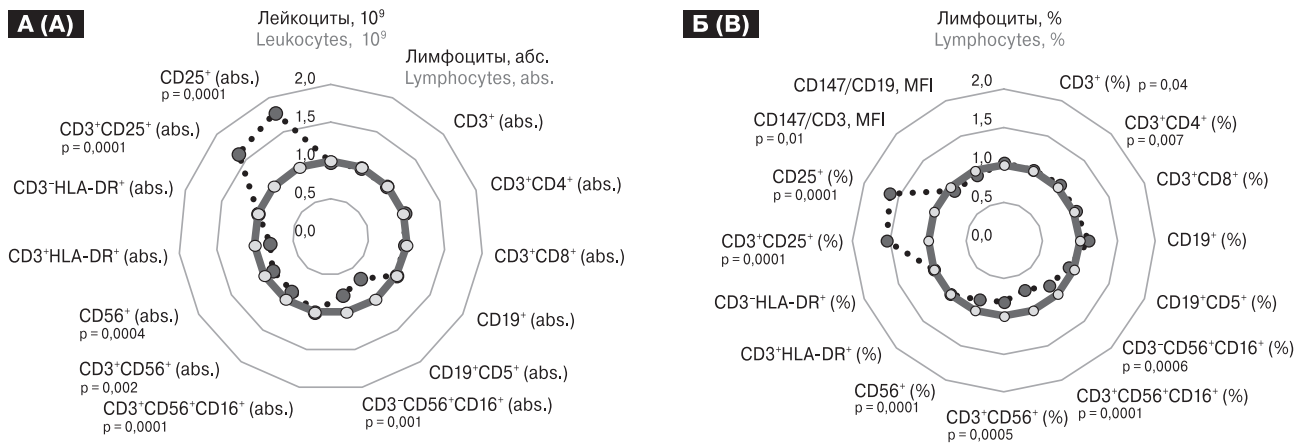 А (A)
Лейкоциты, 10⁹
Leukocytes, 10⁹
Лимфоциты, абс.
Lymphocytes, abs.
CD3⁺ (abs.)
CD3⁺CD4⁺ (abs.)
CD3⁺CD8⁺ (abs.)
CD19⁺ (abs.)
CD19⁺CD5⁺ (abs.)
CD3⁻CD56⁺CD16⁺ (abs.)
p = 0,001
CD3⁺CD56⁺CD16⁺ (abs.)
p = 0,0001
CD3⁺CD56⁺ (abs.)
p = 0,002
CD56⁺ (abs.)
p = 0,0004
CD3⁺HLA-DR⁺ (abs.)
CD3⁻HLA-DR⁺ (abs.)
CD3⁺CD25⁺ (abs.)
p = 0,0001
CD25⁺ (abs.)
p = 0,0001
2,0
1,5
1,0
0,5
0,0
Б (B)
Лимфоциты, %
Lymphocytes, %
CD3⁺ (%) p = 0,04
CD3⁺CD4⁺ (%)
p = 0,007
CD3⁺CD8⁺ (%)
CD19⁺ (%)
CD19⁺CD5⁺ (%)
CD3⁻CD56⁺CD16⁺ (%)
p = 0,0006
CD3⁺CD56⁺CD16⁺ (%)
p = 0,0001
CD3⁺CD56⁺ (%)
p = 0,0005
CD56⁺ (%)
p = 0,0001
CD3⁺HLA-DR⁺ (%)
CD3⁻HLA-DR⁺ (%)
CD3⁺CD25⁺ (%)
p = 0,0001
CD25⁺ (%)
p = 0,0001
CD147/CD3, MFI
p = 0,01
CD147/CD19, MFI
2,0
1,5
1,0
0,5
0,0